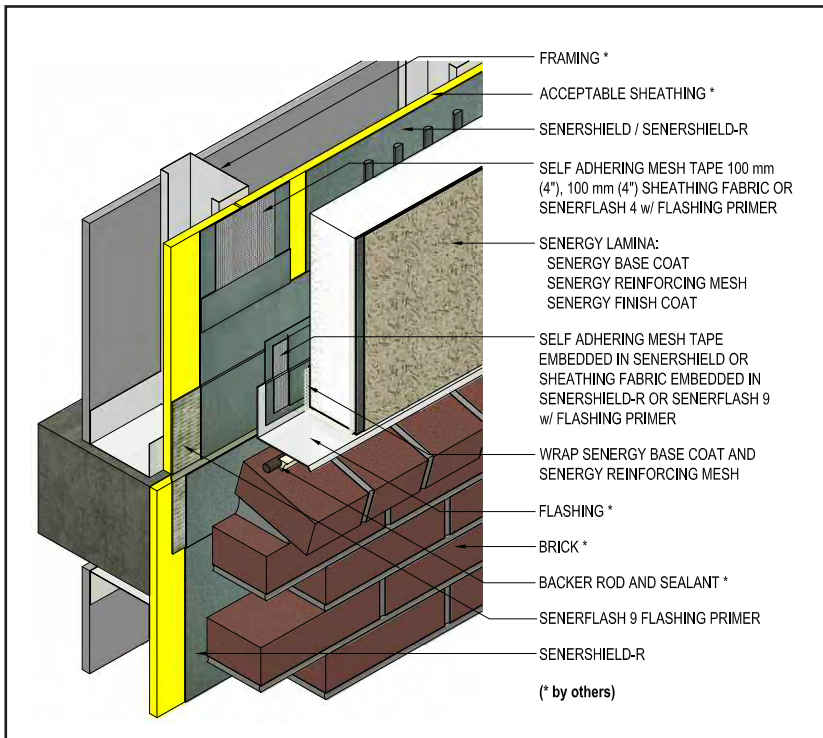 FRAMING *
ACCEPTABLE SHEATHING *
SENERSHIELD / SENERSHIELD-R
SELF ADHERING MESH TAPE 100 mm
(4"), 100 mm (4") SHEATHING FABRIC OR
SENERFLASH 4 w/ FLASHING PRIMER
SENERGY LAMINA:
SENERGY BASE COAT
SENERGY REINFORCING MESH
SENERGY FINISH COAT
SELF ADHERING MESH TAPE
EMBEDDED IN SENERSHIELD OR
SHEATHING FABRIC EMBEDDED IN
SENERSHIELD-R OR SENERFLASH 9
w/ FLASHING PRIMER
WRAP SENERGY BASE COAT AND
SENERGY REINFORCING MESH
FLASHING *
BRICK *
BACKER ROD AND SEALANT *
SENERFLASH 9 FLASHING PRIMER
SENERSHIELD-R
(* by others)